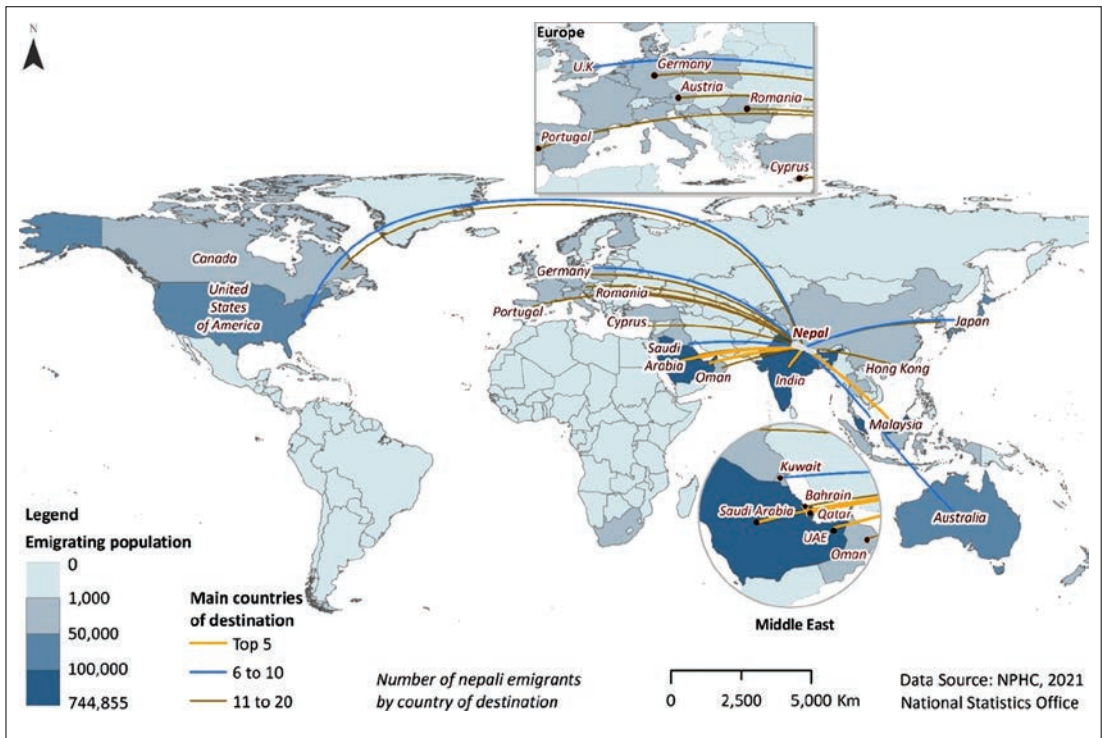 N
Europe
U.K
Germany
Austria
Romania
Portugal
Cyprus
Canada
United
States
of America
Germany
Romania
Portugal
Cyprus
Nepal
Japan
Saudi
Arabia
Oman
India
Hong Kong
Malaysia
Australia
Kuwait
Bahrain
Saudi Arabia
Qatar
UAE
Oman
Middle East
Legend
Emigrating population
0
1,000
50,000
100,000
744,855
Main countries
of destination
Top 5
6 to 10
11 to 20
Number of nepali emigrants
by country of destination
0 2,500 5,000 Km
Data Source: NPHC, 2021
National Statistics Office